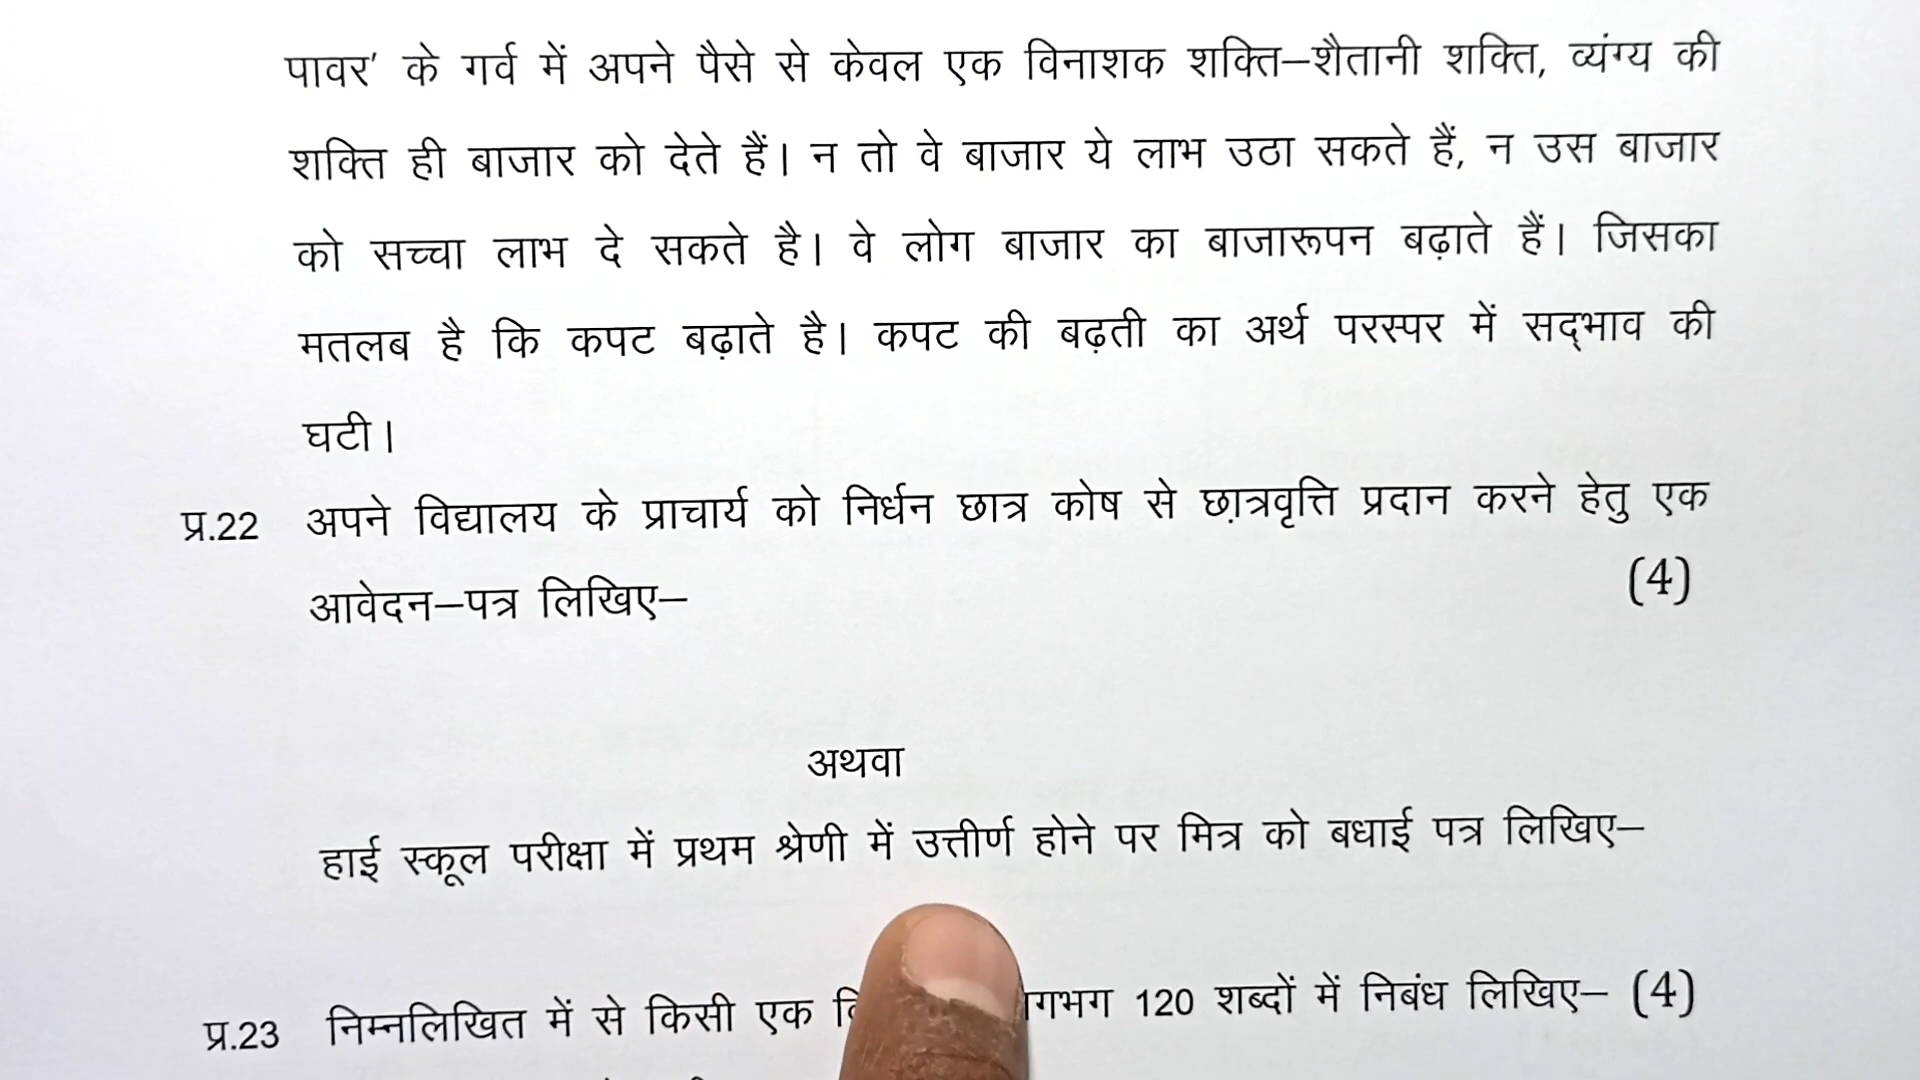 पावर' के गर्व में अपने पैसे से केवल एक विनाशक शक्ति–शैतानी शक्ति, व्यंग्य की
शक्ति ही बाजार को देते हैं। न तो वे बाजार ये लाभ उठा सकते हैं, न उस बाजार
को सच्चा लाभ दे सकते है। वे लोग बाजार का बाजारूपन बढ़ाते हैं। जिसका
मतलब है कि कपट बढ़ाते है। कपट की बढ़ती का अर्थ परस्पर में सद्‌भाव की
घटी।
प्र.22 अपने विद्यालय के प्राचार्य को निर्धन छात्र कोष से छा़त्रवृत्ति प्रदान करने हेतु एक
आवेदन–पत्र लिखिए– (4)
अथवा
हाई स्कूल परीक्षा में प्रथम श्रेणी में उत्तीर्ण होने पर मित्र को बधाई पत्र लिखिए–
प्र.23 निम्नलिखित में से किसी एक 120 शब्दों में निबंध लिखिए– (4)